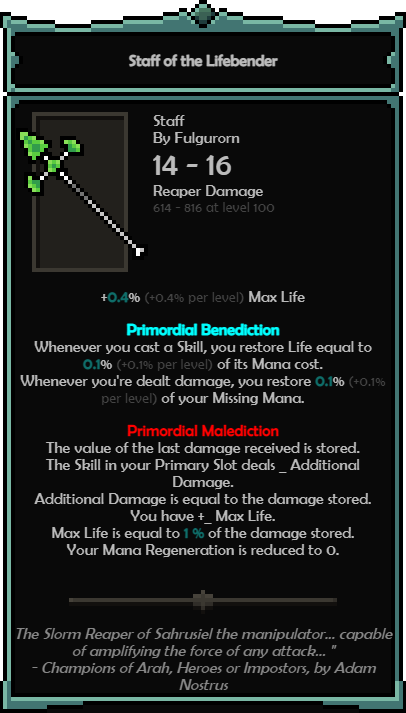 Staff of the Lifebender
Staff
By Fulgurorn
14 - 16
Reaper Damage
614 - 816 at level 100
+0.4% (+0.4% per level) Max Life
Primordial Benediction
Whenever you cast a Skill, you restore Life equal to
0.1% (+0.1% per level) of its Mana cost.
Whenever you're dealt damage, you restore 0.1% (+0.1%
per level) of your Missing Mana.
Primordial Malediction
The value of the last damage received is stored.
The Skill in your Primary Slot deals _ Additional
Damage.
Additional Damage is equal to the damage stored.
You have +_ Max Life.
Max Life is equal to 1 % of the damage stored.
Your Mana Regeneration is reduced to 0.
The Slorm Reaper of Sahrusiel the manipulator... capable
of amplifying the force of any attack... "
- Champions of Arah, Heroes or Impostors, by Adam
Nostrus